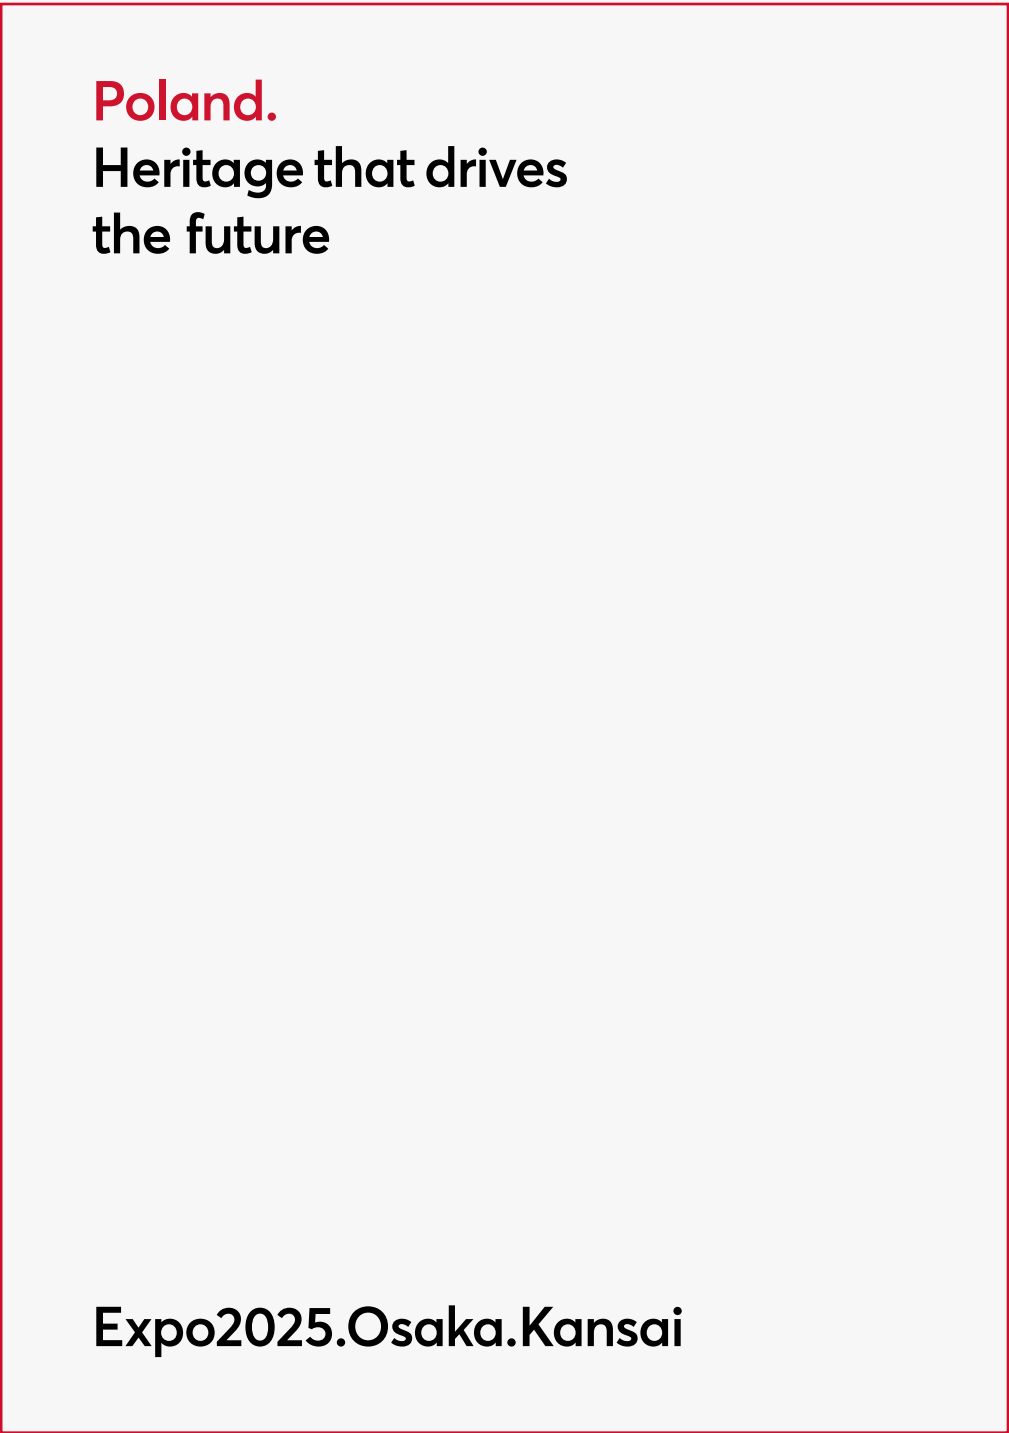 Poland.
Heritage that drives
the future
Expo2025.Osaka.Kansai